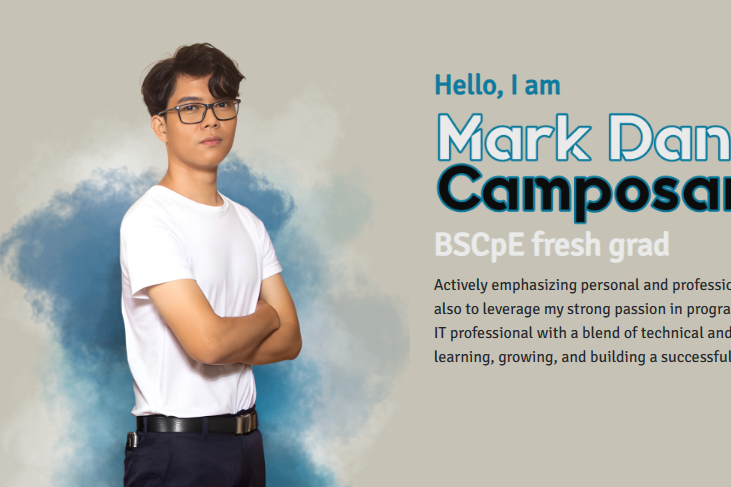 Hello, I am
Mark Dan
Camposa
BSCpE fresh grad
Actively emphasizing personal and professio
also to leverage my strong passion in progra
IT professional with a blend of technical and
learning, growing, and building a successful